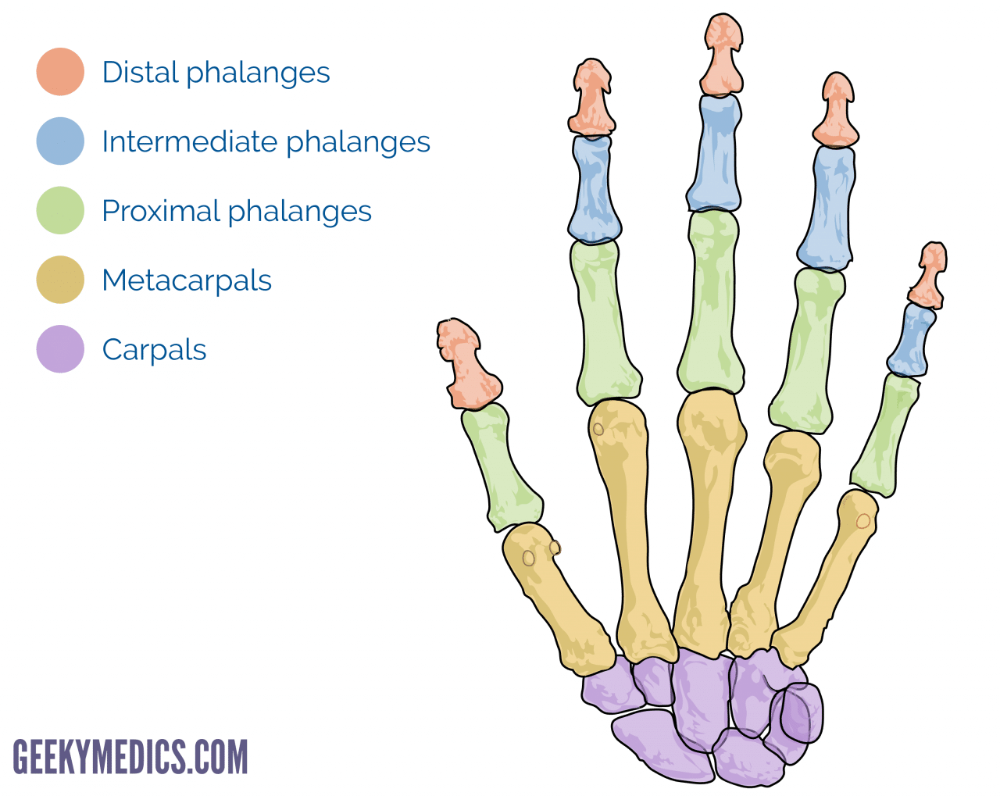 Distal phalanges
Intermediate phalanges
Proximal phalanges
Metacarpals
Carpals
GEEKYMEDICS.COM